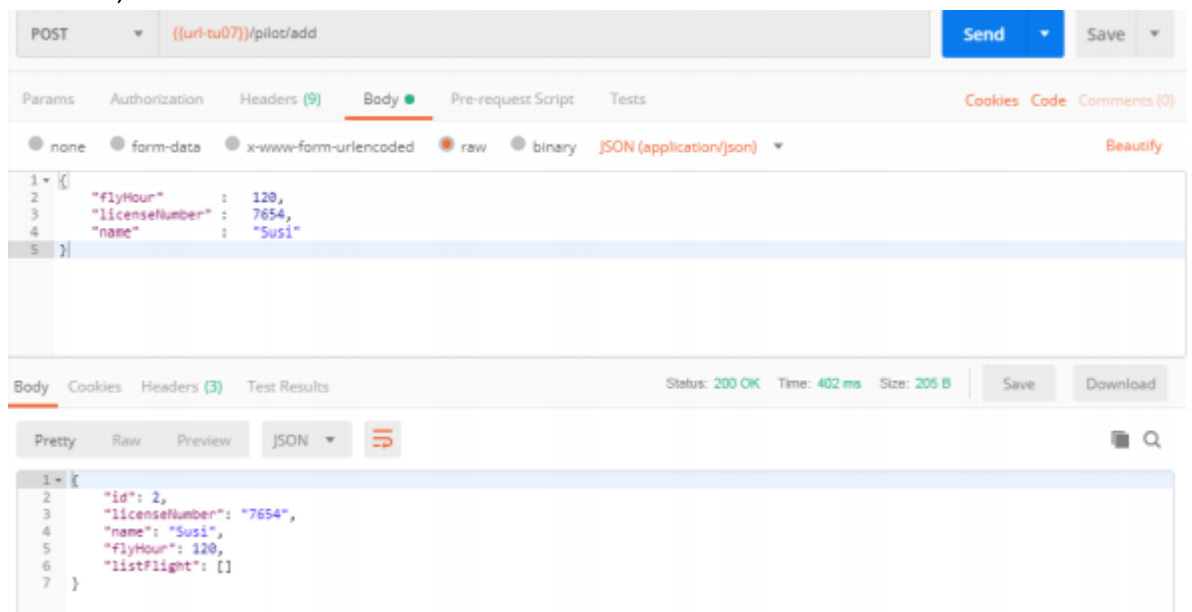 POST {{url-tu07}}/pilot/add Send Save
Params Authorization Headers (9) Body Pre-request Script Tests Cookies Code Comments (0)
none form-data x-www-form-urlencoded raw binary JSON (application/json) Beautify
1 {
2 "flyHour" : 120,
3 "licenseNumber" : 7654,
4 "name" : "Susi"
5 }
Body Cookies Headers (3) Test Results Status: 200 OK Time: 402 ms Size: 205 B Save Download
Pretty Raw Preview JSON
1 {
2 "id": 2,
3 "licenseNumber": "7654",
4 "name": "Susi",
5 "flyHour": 120,
6 "listFlight": []
7 }